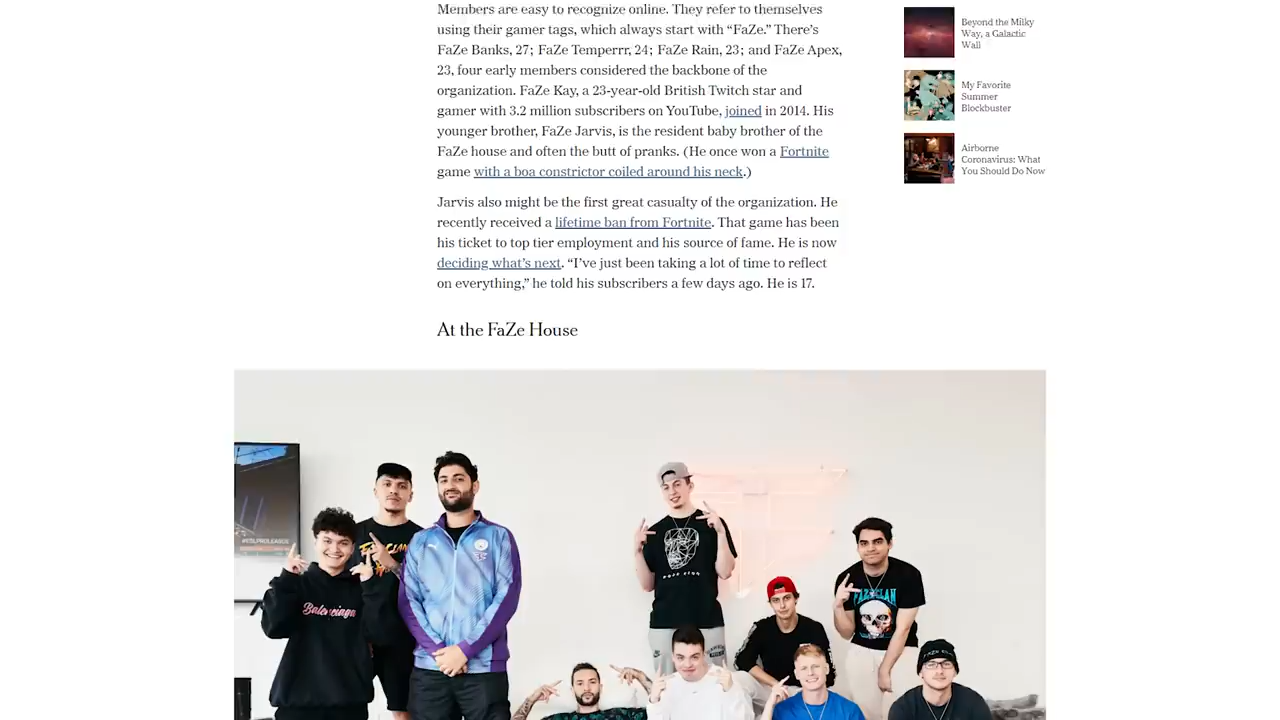 Members are easy to recognize online. They refer to themselves
using their gamer tags, which always start with “FaZe.” There’s
FaZe Banks, 27; FaZe Temperrr, 24; FaZe Rain, 23; and FaZe Apex,
23, four early members considered the backbone of the
organization. FaZe Kay, a 23-year-old British Twitch star and
gamer with 3.2 million subscribers on YouTube, joined in 2014. His
younger brother, FaZe Jarvis, is the resident baby brother of the
FaZe house and often the butt of pranks. (He once won a Fortnite
game with a boa constrictor coiled around his neck.)
Jarvis also might be the first great casualty of the organization. He
recently received a lifetime ban from Fortnite. That game has been
his ticket to top tier employment and his source of fame. He is now
deciding what’s next. “I’ve just been taking a lot of time to reflect
on everything,” he told his subscribers a few days ago. He is 17.
At the FaZe House
Beyond the Milky
Way, a Galactic
Wall
My Favorite
Summer
Blockbuster
Airborne
Coronavirus: What
You Should Do Now
Balenciaga
FAZE CLAN